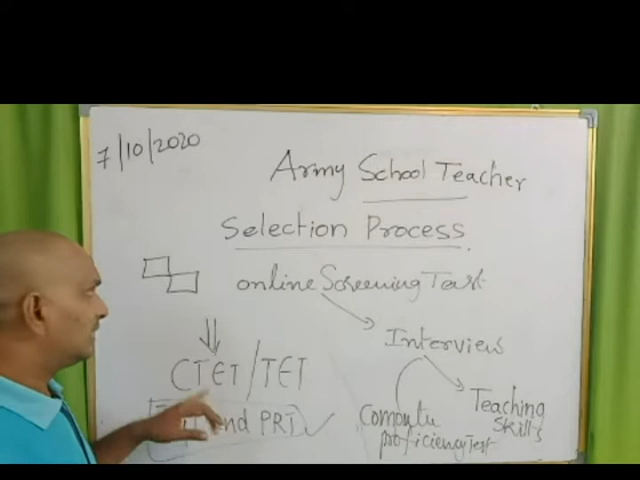 7/10/2020
Army School Teacher
Selection Process
online Screening Test
Interview
CTET/TET
Teaching
Skills
and PRT
proficiency Test